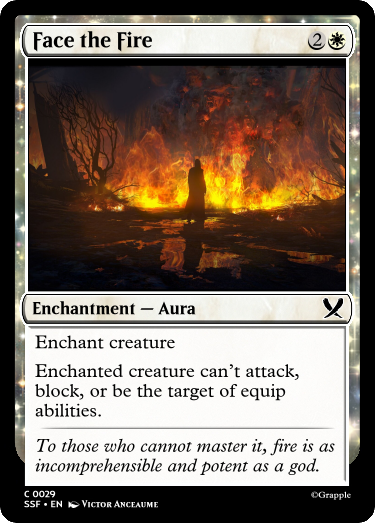 Face the Fire 2
Enchantment — Aura
Enchant creature
Enchanted creature can't attack,
block, or be the target of equip
abilities.
To those who cannot master it, fire is as
incomprehensible and potent as a god.
C 0029
SSF • EN Victor Anceaume
©Grapple